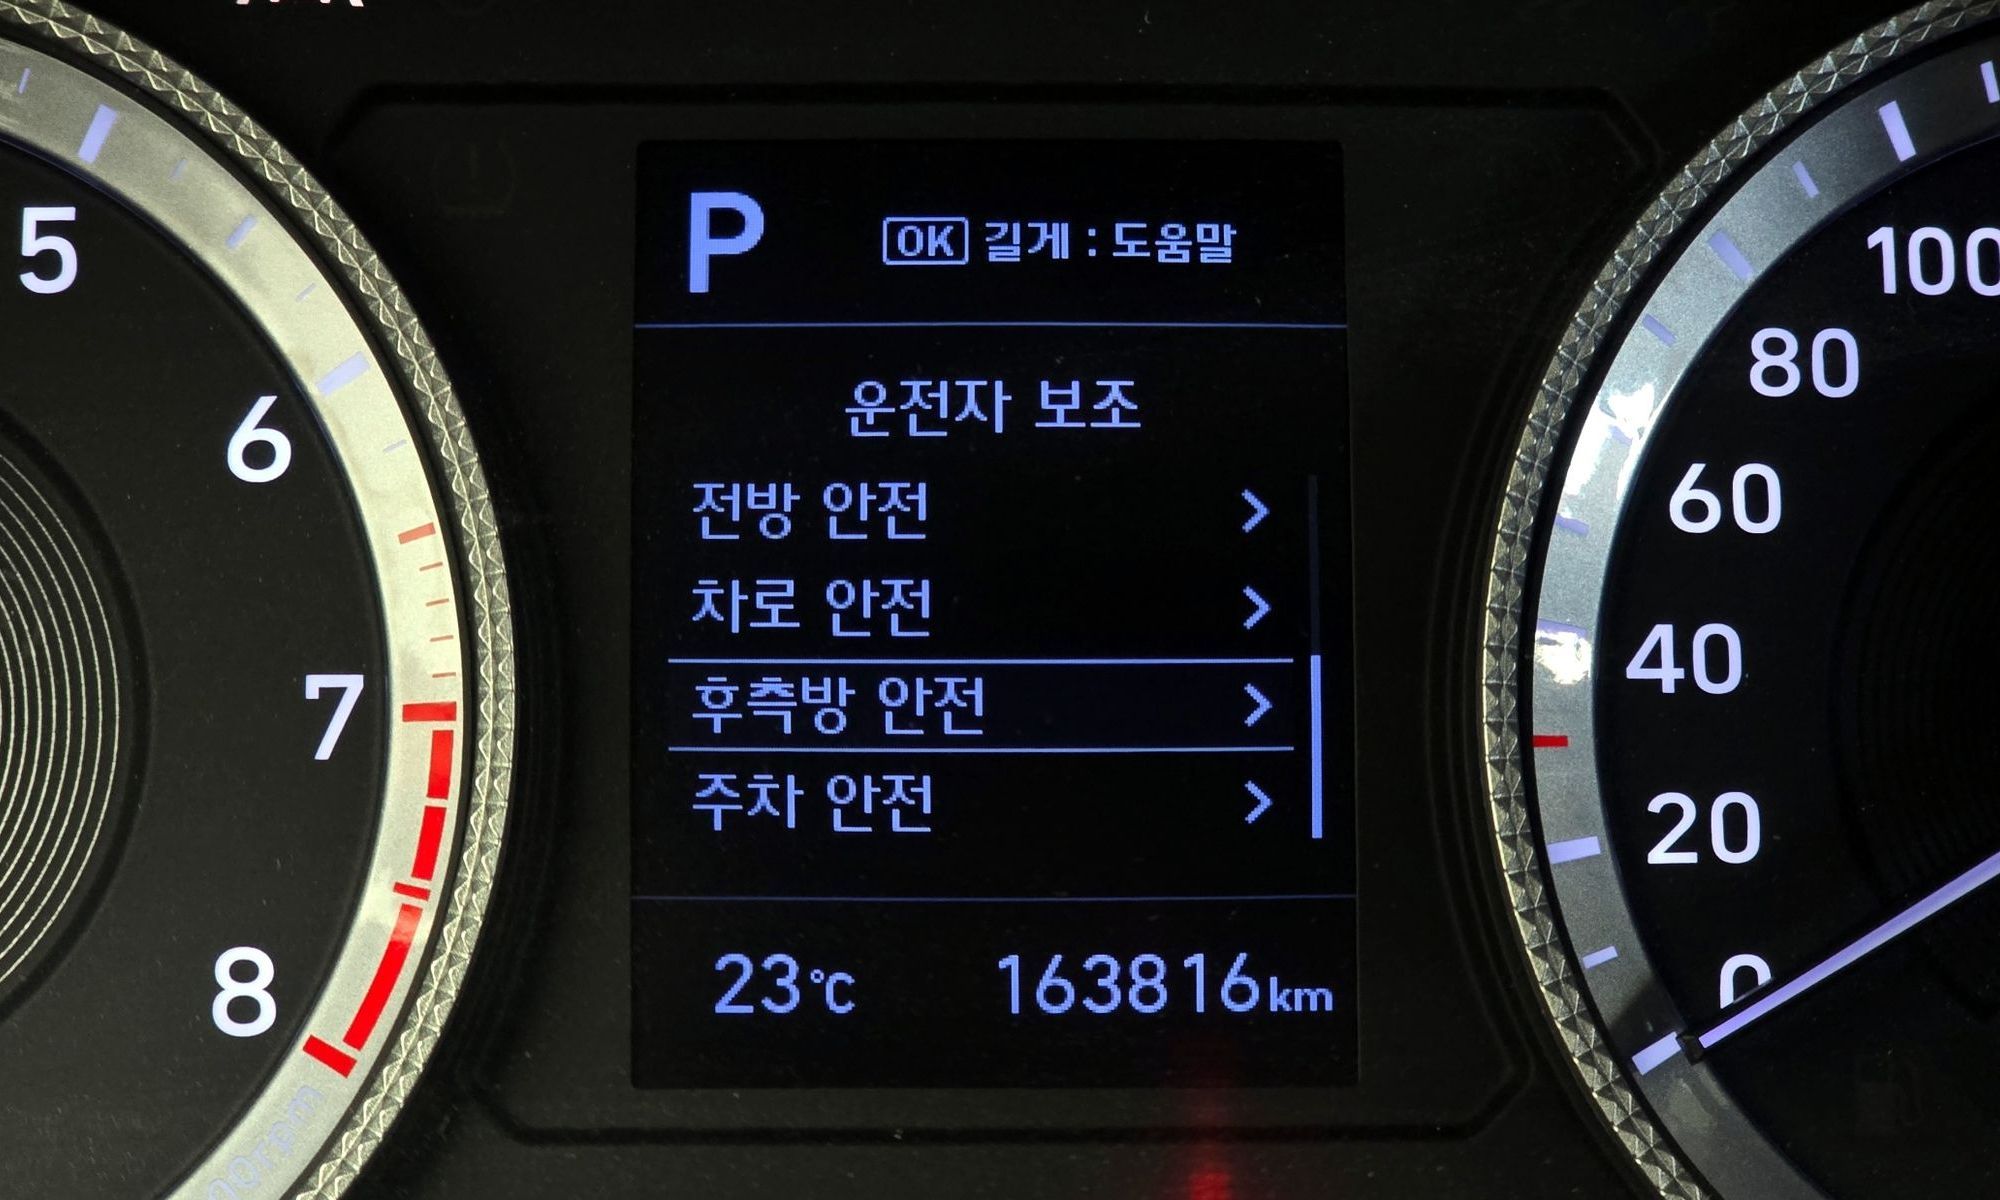 P
OK 길게 : 도움말
운전자 보조
전방 안전 >
차로 안전 >
후측방 안전 >
주차 안전 >
23℃ 163816km
5
6
7
8
100
80
60
40
20
0